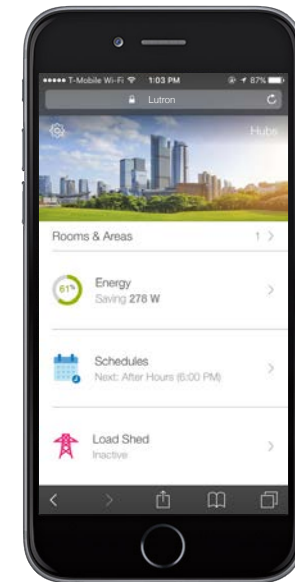 T-Mobile Wi-Fi 1:03 PM 87%
Lutron
Hubs
Rooms & Areas 1
61%
Energy
Saving 278 W
Schedules
Next: After Hours (6:00 PM)
Load Shed
Inactive